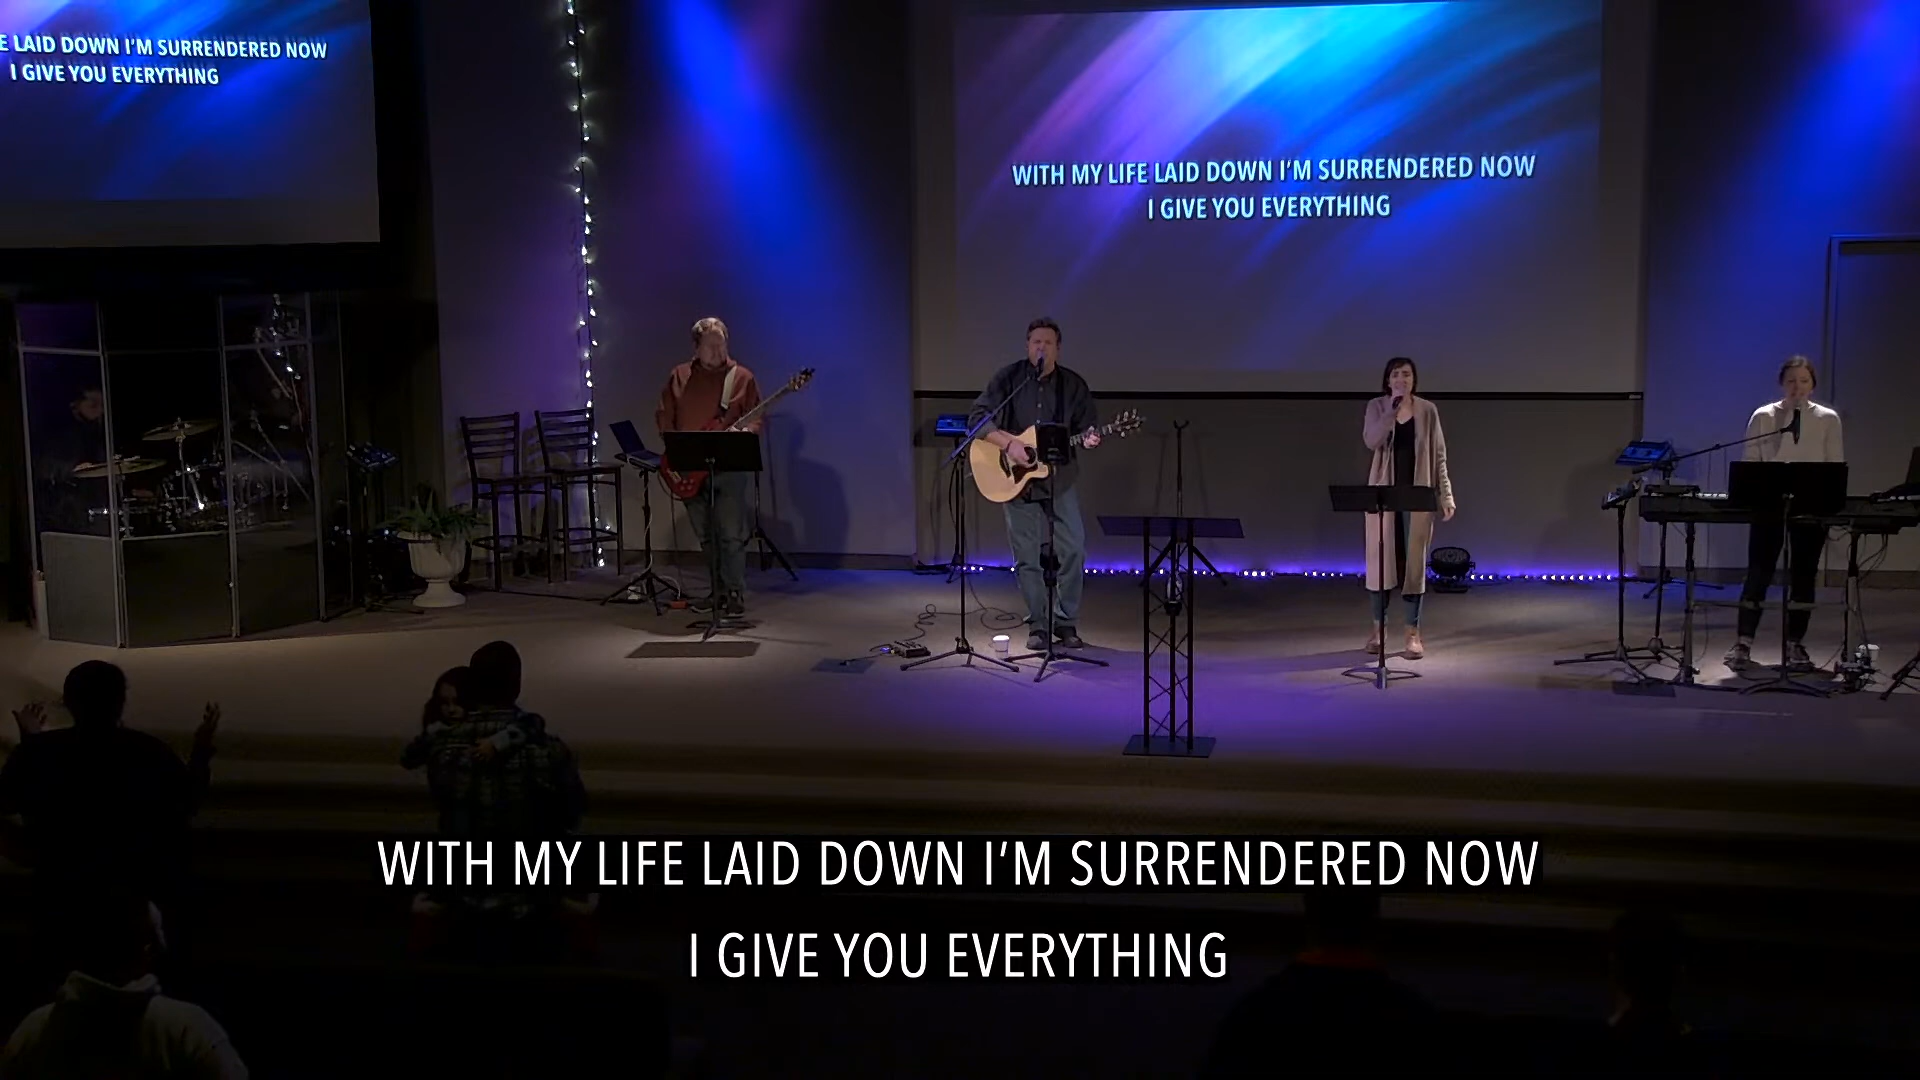 E LAID DOWN I'M SURRENDERED NOW
I GIVE YOU EVERYTHING
WITH MY LIFE LAID DOWN I'M SURRENDERED NOW
I GIVE YOU EVERYTHING
WITH MY LIFE LAID DOWN I'M SURRENDERED NOW
I GIVE YOU EVERYTHING